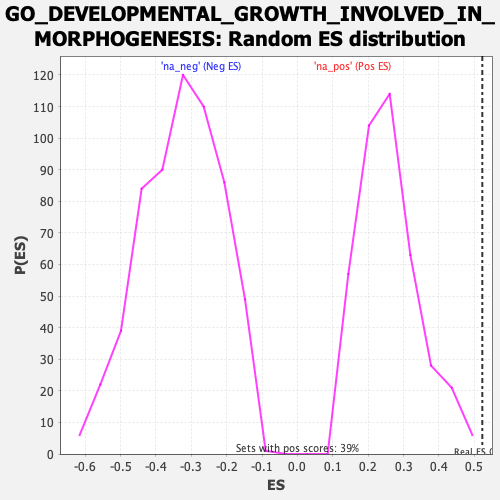 GO_DEVELOPMENTAL_GROWTH_INVOLVED_IN_
MORPHOGENESIS: Random ES distribution
'na_neg' (Neg ES) 'na_pos' (Pos ES)
120
110
100
90
80
70
60
50
40
30
20
10
0
P(ES)
Sets with pos scores: 39%
Real ES
-0.6 -0.5 -0.4 -0.3 -0.2 -0.1 0.0 0.1 0.2 0.3 0.4 0.5
ES